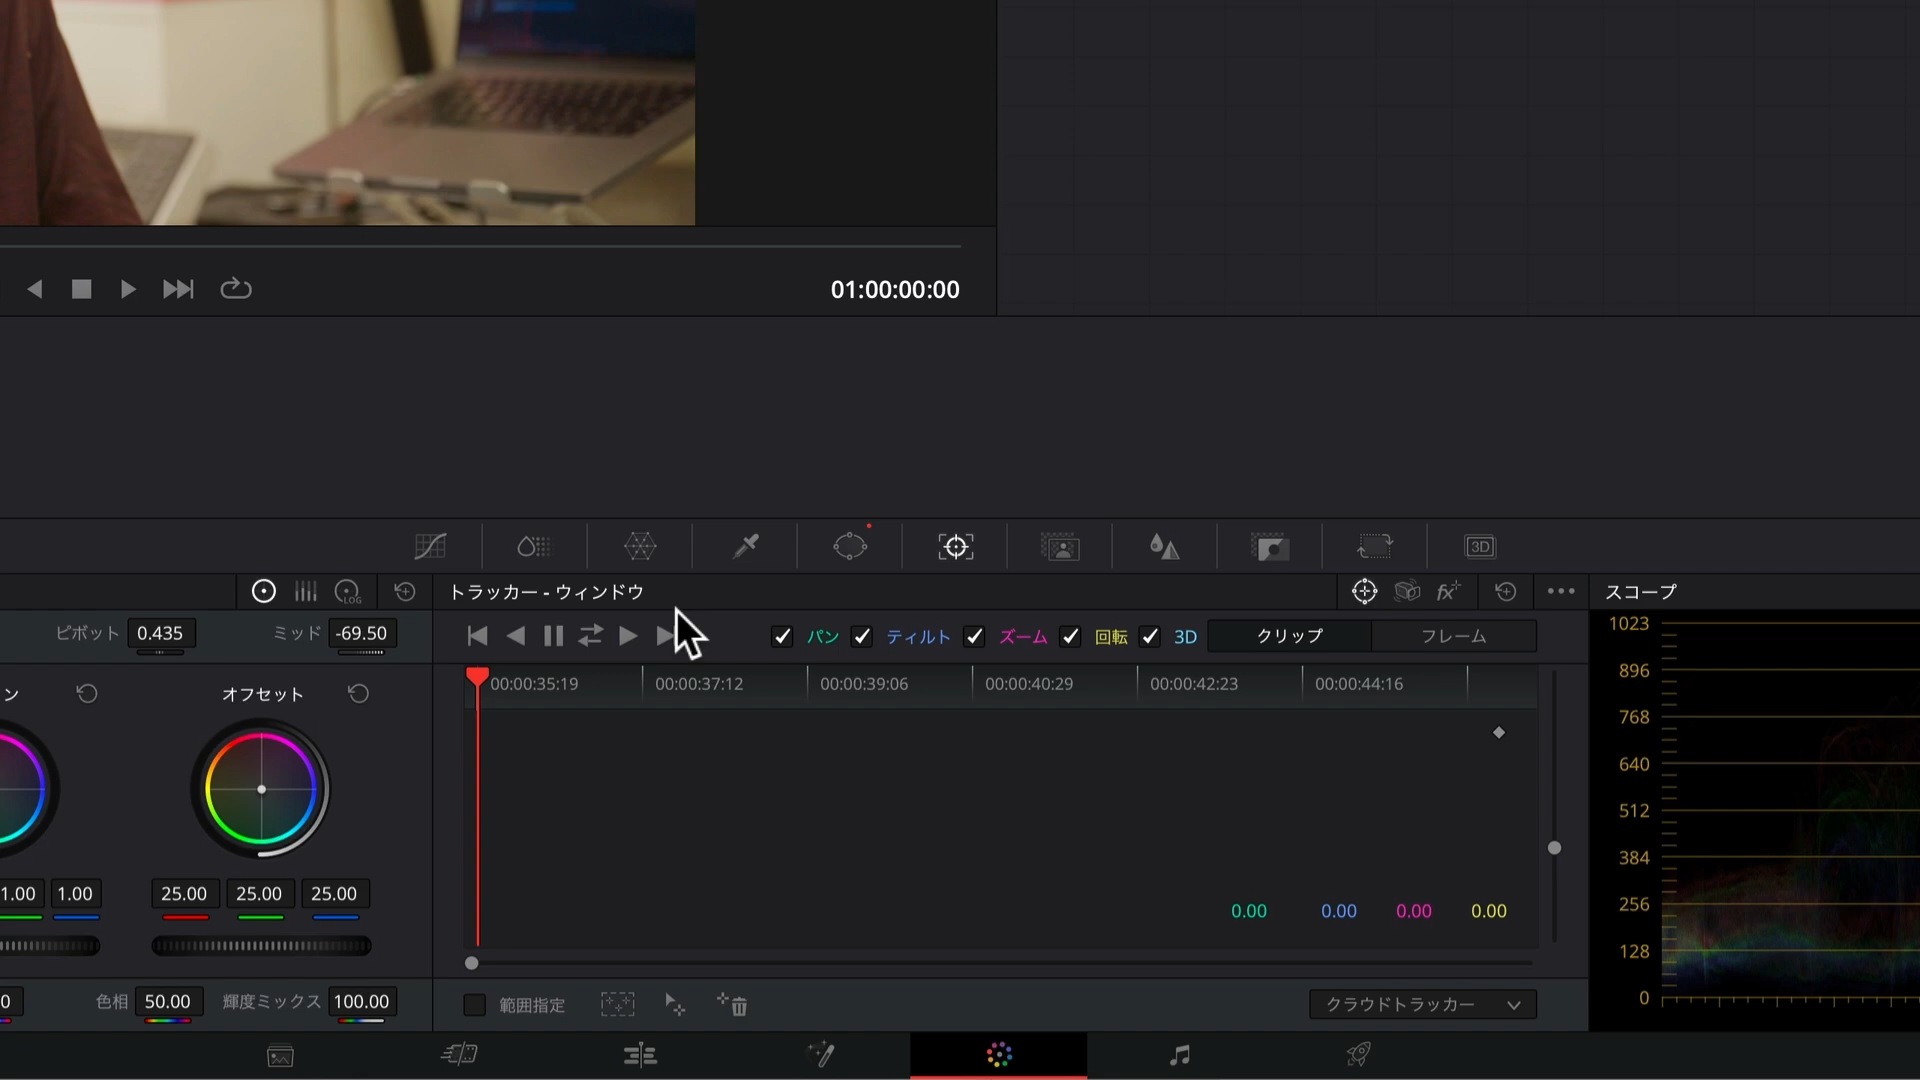 01:00:00:00
3D
LOG
トラッカー - ウィンドウ
fx
スコープ
ピボット 0.435 ミッド -69.50
パン ティルト ズーム 回転 3D クリップ フレーム
ン オフセット
00:00:35:19 00:00:37:12 00:00:39:06 00:00:40:29 00:00:42:23 00:00:44:16
1.00 1.00 25.00 25.00 25.00
0.00 0.00 0.00 0.00
0 色相 50.00 輝度ミックス 100.00
範囲指定 クラウドトラッカー
1023
896
768
640
512
384
256
128
0